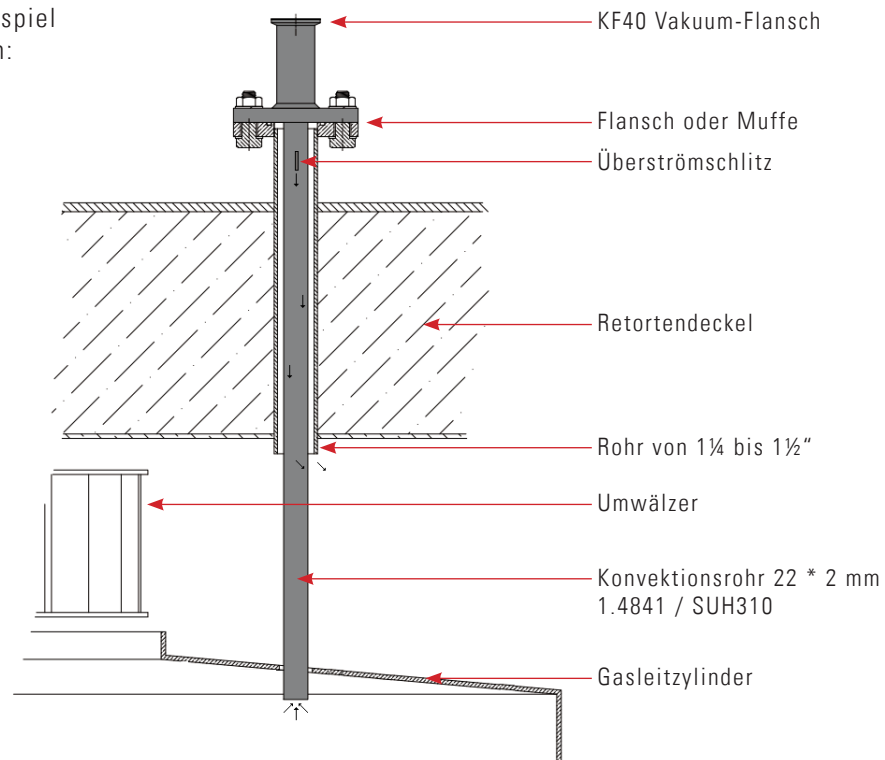 spiel
KF40 Vakuum-Flansch
Flansch oder Muffe
Überströmschlitz
Retortendeckel
Rohr von 1¼ bis 1½“
Umwälzer
Konvektionsrohr 22 * 2 mm
1.4841 / SUH310
Gasleitzylinder